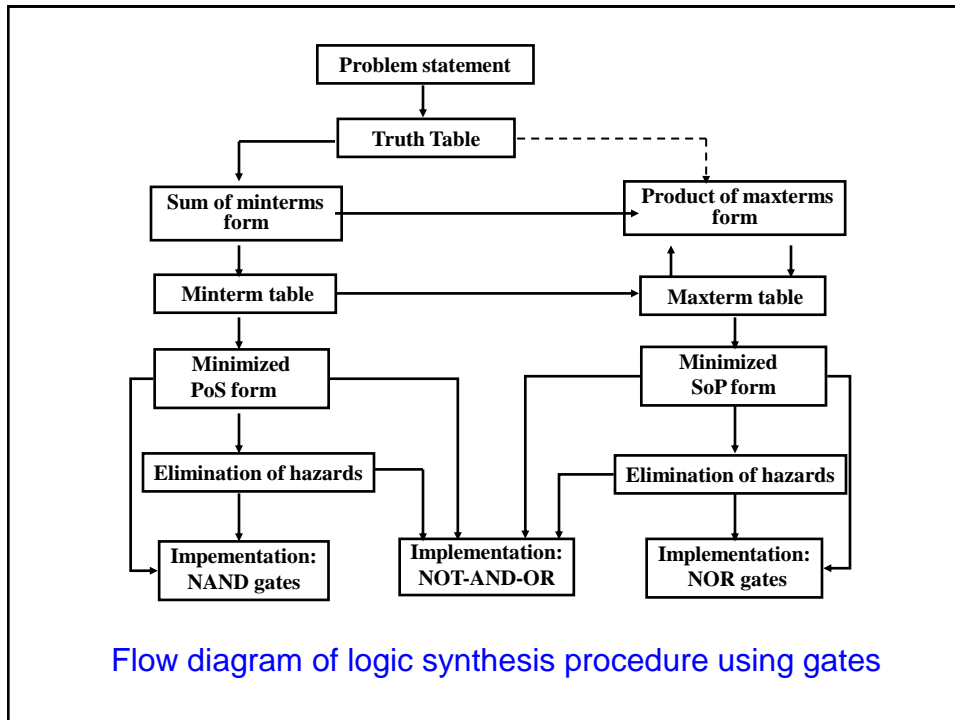 Problem statement
Truth Table
Sum of minterms
form
Product of maxterms
form
Minterm table
Maxterm table
Minimized
PoS form
Minimized
SoP form
Elimination of hazards
Elimination of hazards
Impementation:
NAND gates
Implementation:
NOT-AND-OR
Implementation:
NOR gates
Flow diagram of logic synthesis procedure using gates